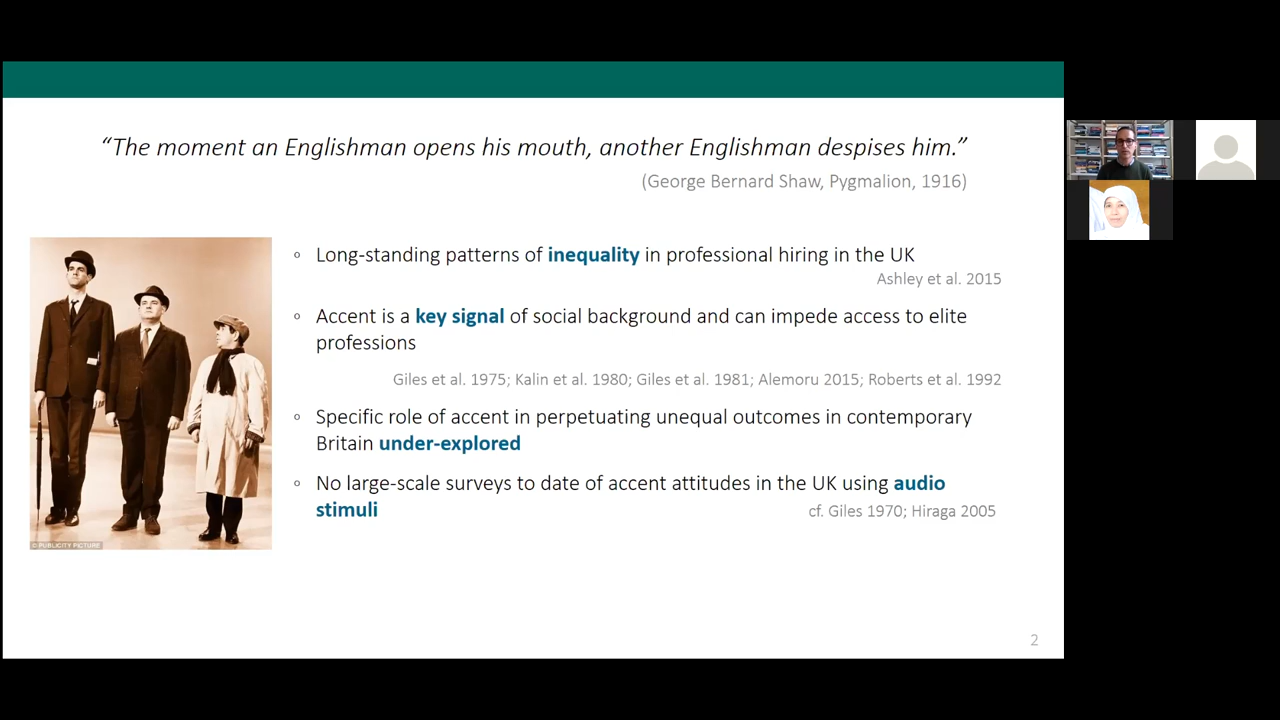 “The moment an Englishman opens his mouth, another Englishman despises him.”
(George Bernard Shaw, Pygmalion, 1916)
Long-standing patterns of inequality in professional hiring in the UK
Ashley et al. 2015
Accent is a key signal of social background and can impede access to elite
professions
Giles et al. 1975; Kalin et al. 1980; Giles et al. 1981; Alemoru 2015; Roberts et al. 1992
Specific role of accent in perpetuating unequal outcomes in contemporary
Britain under-explored
No large-scale surveys to date of accent attitudes in the UK using audio
stimuli
cf. Giles 1970; Hiraga 2005
© PUBLICITY PICTURE
2